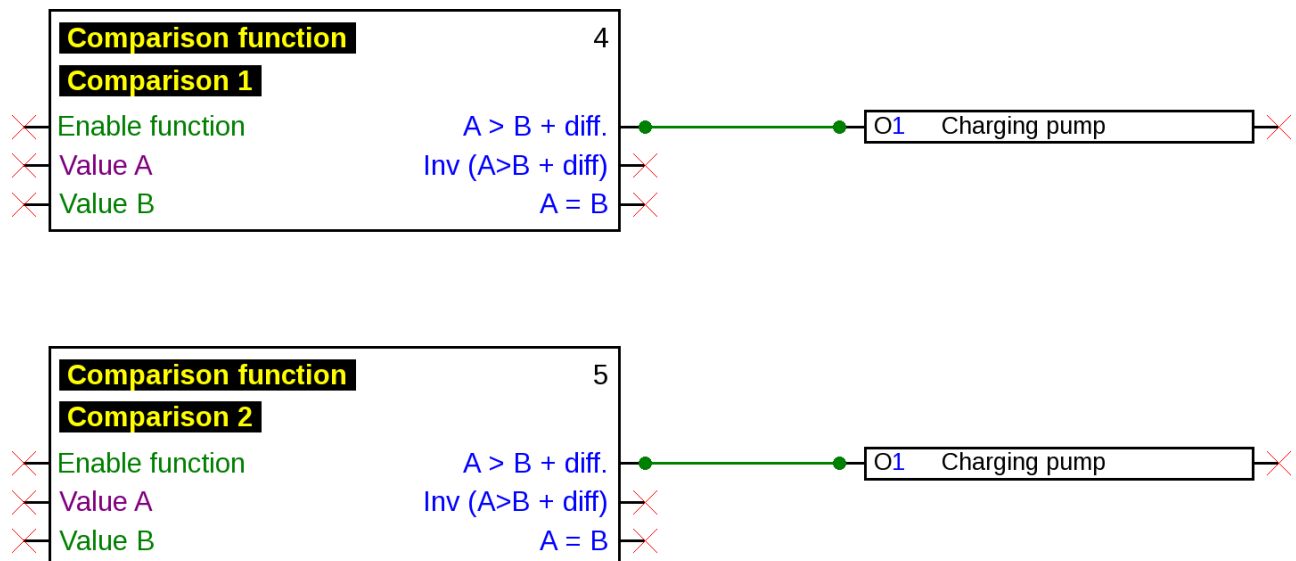 Comparison function 4
Comparison 1
Enable function A > B + diff. O1 Charging pump
Value A Inv (A>B + diff)
Value B A = B
Comparison function 5
Comparison 2
Enable function A > B + diff. O1 Charging pump
Value A Inv (A>B + diff)
Value B A = B